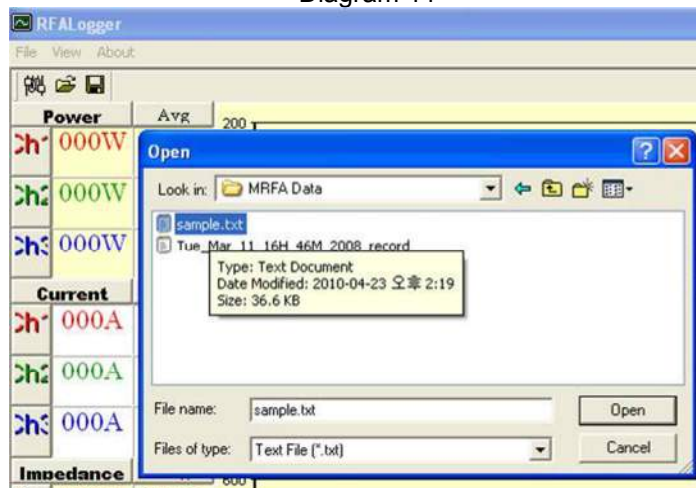 RFALogger
File View About
Power Avg
200
Ch1 000W
Open
Look in: MRFA Data
Ch2 000W
sample.txt
Ch3 000W
Tue_Mar_11_16H_46M_2008_record
Type: Text Document
Date Modified: 2010-04-23 오후 2:19
Size: 36.6 KB
Current
Ch1 000A
Ch2 000A
File name: sample.txt Open
Ch3 000A
Files of type: Text File (*.txt) Cancel
Impedance
600